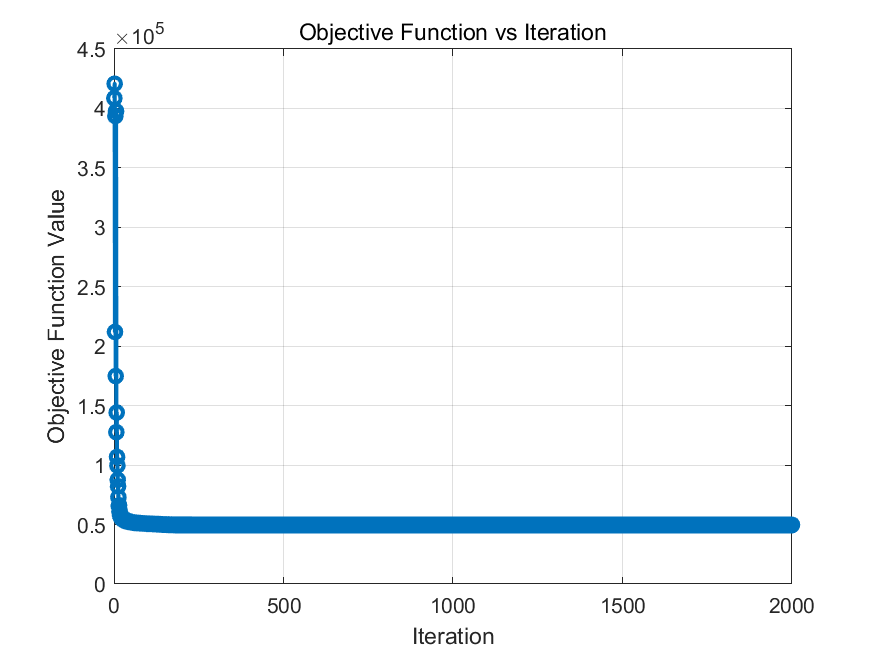 Objective Function vs Iteration
×10^5
4.5
4
3.5
3
2.5
2
1.5
1
0.5
0
Objective Function Value
0 500 1000 1500 2000
Iteration